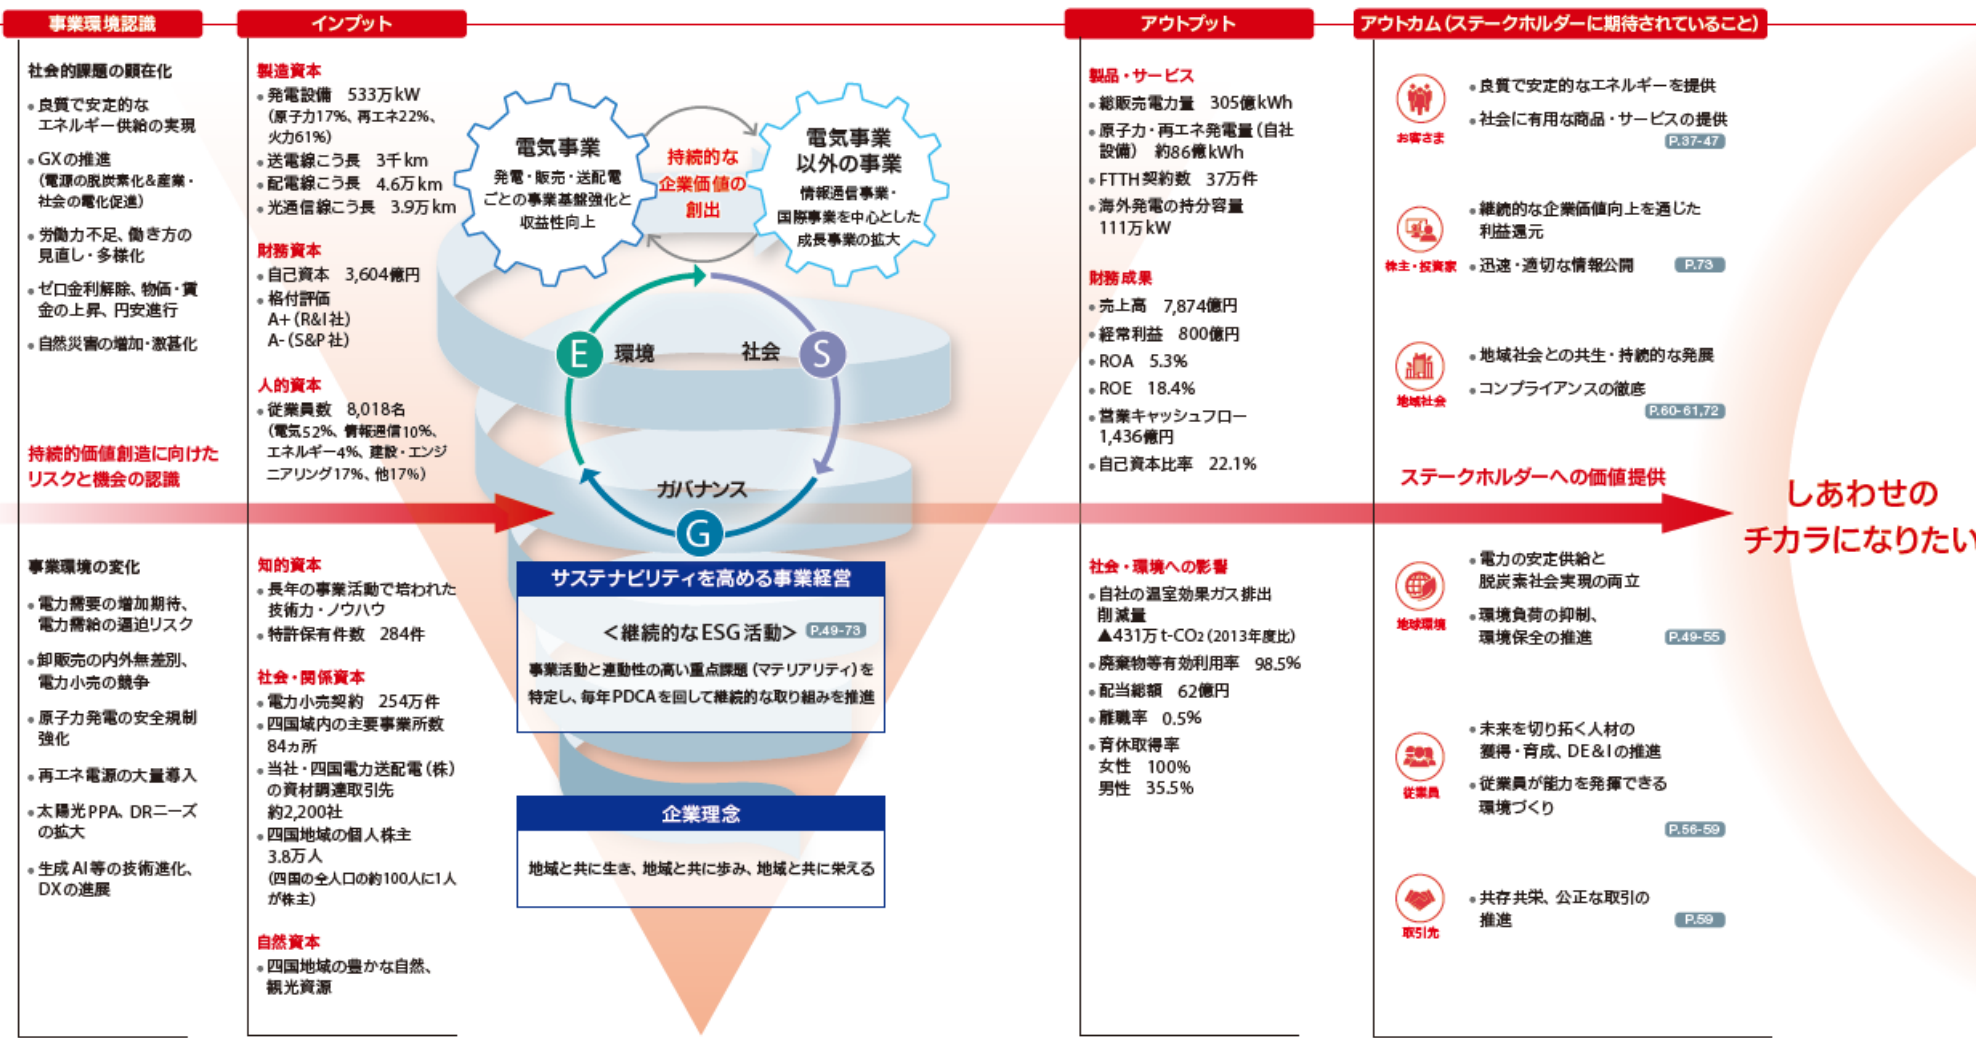 事業環境認識
社会的課題の顕在化
• 良質で安定的な
エネルギー供給の実現
• GXの推進
(電源の脱炭素化&産業・
社会の電化促進)
• 労働力不足、働き方の
見直し・多様化
• ゼロ金利解除、物価・賃
金の上昇、円安進行
• 自然災害の増加・激甚化
持続的価値創造に向けた
リスクと機会の認識
事業環境の変化
• 電力需要の増加期待、
電力需給の逼迫リスク
• 卸販売の内外無差別、
電力小売の競争
• 原子力発電の安全規制
強化
• 再エネ電源の大量導入
• 太陽光PPA、DRニーズ
の拡大
• 生成AI等の技術進化、
DXの進展
インプット
製造資本
• 発電設備 533万kW
(原子力17%、再エネ22%、
火力61%)
• 送電線こう長 3千km
• 配電線こう長 4.6万km
• 光通信線こう長 3.9万km
財務資本
• 自己資本 3,604億円
• 格付評価
A+(R&I社)
A-(S&P社)
人的資本
• 従業員数 8,018名
(電気52%、情報通信10%、
エネルギー4%、建設・エンジ
ニアリング17%、他17%)
知的資本
• 長年の事業活動で培われた
技術力・ノウハウ
• 特許保有件数 284件
社会・関係資本
• 電力小売契約 254万件
• 四国域内の主要事業所数
84ヵ所
• 当社・四国電力送配電(株)
の資材調達取引先
約2,200社
• 四国地域の個人株主
3.8万人
(四国の全人口の約100人に1人
が株主)
自然資本
• 四国地域の豊かな自然、
観光資源
電気事業
発電・販売・送配電
ごとの事業基盤強化と
収益性向上
持続的な
企業価値の
創出
電気事業
以外の事業
情報通信事業・
国際事業を中心とした
成長事業の拡大
E 環境
社会 S
ガバナンス
G
サステナビリティを高める事業経営
<継続的なESG活動> P.49-73
事業活動と連動性の高い重点課題(マテリアリティ)を
特定し、毎年PDCAを回して継続的な取り組みを推進
企業理念
地域と共に生き、地域と共に歩み、地域と共に栄える
アウトプット
製品・サービス
• 総販売電力量 305億kWh
• 原子力・再エネ発電量(自社
設備) 約86億kWh
• FTTH契約数 37万件
• 海外発電の持分容量
111万kW
財務成果
• 売上高 7,874億円
• 経常利益 800億円
• ROA 5.3%
• ROE 18.4%
• 営業キャッシュフロー
1,436億円
• 自己資本比率 22.1%
社会・環境への影響
• 自社の温室効果ガス排出
削減量
▲431万t-CO₂(2013年度比)
• 廃棄物等有効利用率 98.5%
• 配当総額 62億円
• 離職率 0.5%
• 育休取得率
女性 100%
男性 35.5%
アウトカム(ステークホルダーに期待されていること)
お客さま
• 良質で安定的なエネルギーを提供
• 社会に有用な商品・サービスの提供
P.37-47
株主・投資家
• 継続的な企業価値向上を通じた
利益還元
• 迅速・適切な情報公開 P.73
地域社会
• 地域社会との共生・持続的な発展
• コンプライアンスの徹底
P.60-61,72
ステークホルダーへの価値提供
地球環境
• 電力の安定供給と
脱炭素社会実現の両立
• 環境負荷の抑制、
環境保全の推進 P.49-55
従業員
• 未来を切り拓く人材の
獲得・育成、DE&Iの推進
• 従業員が能力を発揮できる
環境づくり
P.56-59
取引先
• 共存共栄、公正な取引の
推進 P.59
しあわせの
チカラになりたい